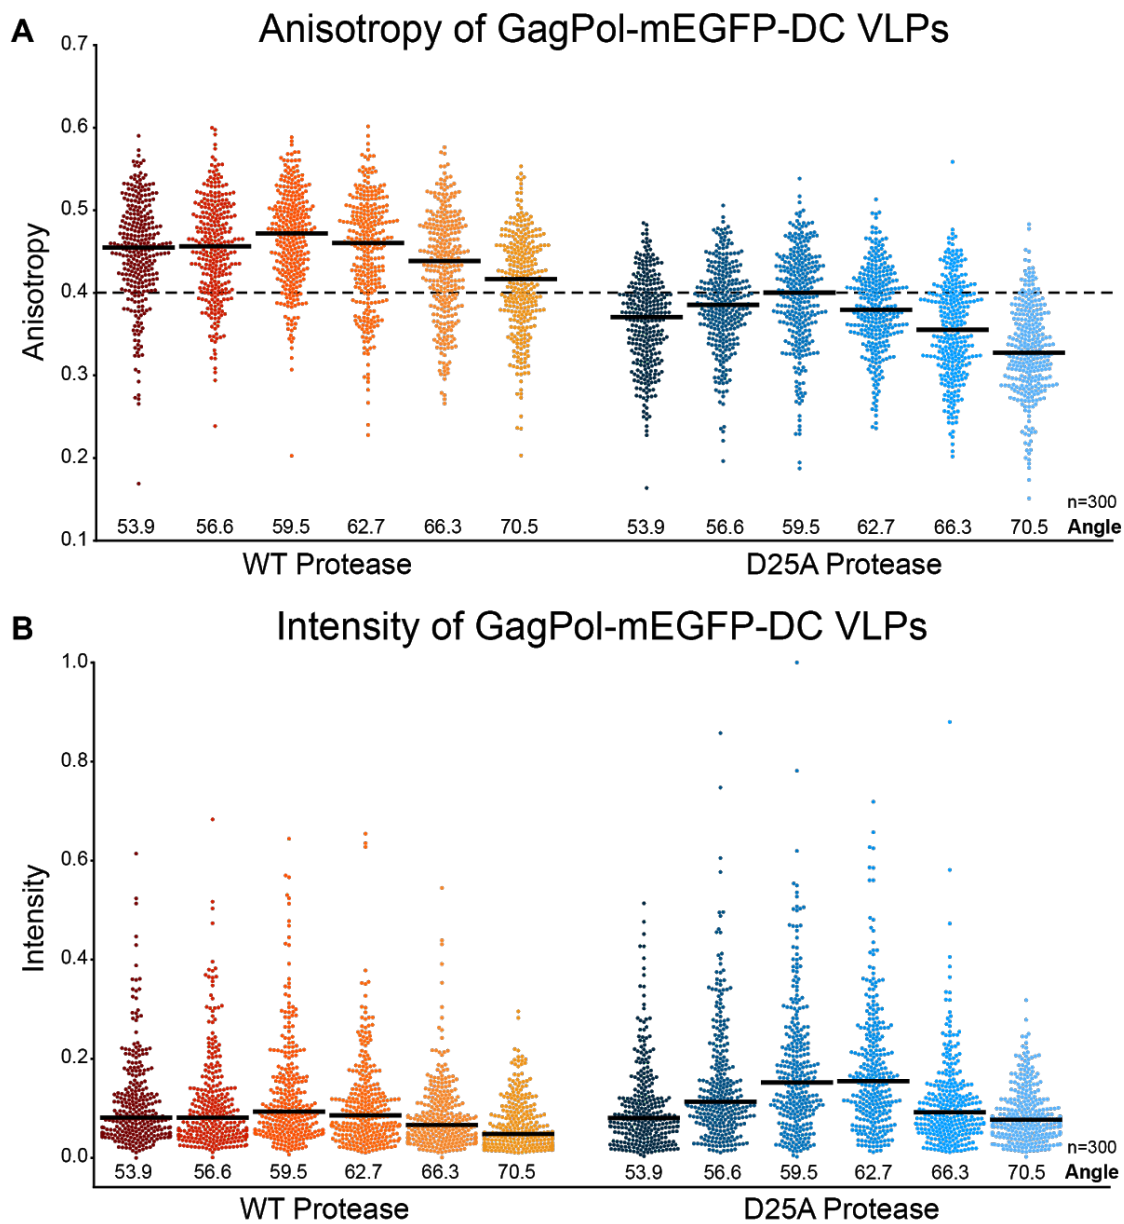 A
Anisotropy of GagPol-mEGFP-DC VLPs
0.7
0.6
0.5
0.4
0.3
0.2
0.1
Anisotropy
n=300
53.9 56.6 59.5 62.7 66.3 70.5 53.9 56.6 59.5 62.7 66.3 70.5 Angle
WT Protease D25A Protease
B
Intensity of GagPol-mEGFP-DC VLPs
1.0
0.8
0.6
0.4
0.2
0.0
Intensity
n=300
53.9 56.6 59.5 62.7 66.3 70.5 53.9 56.6 59.5 62.7 66.3 70.5 Angle
WT Protease D25A Protease